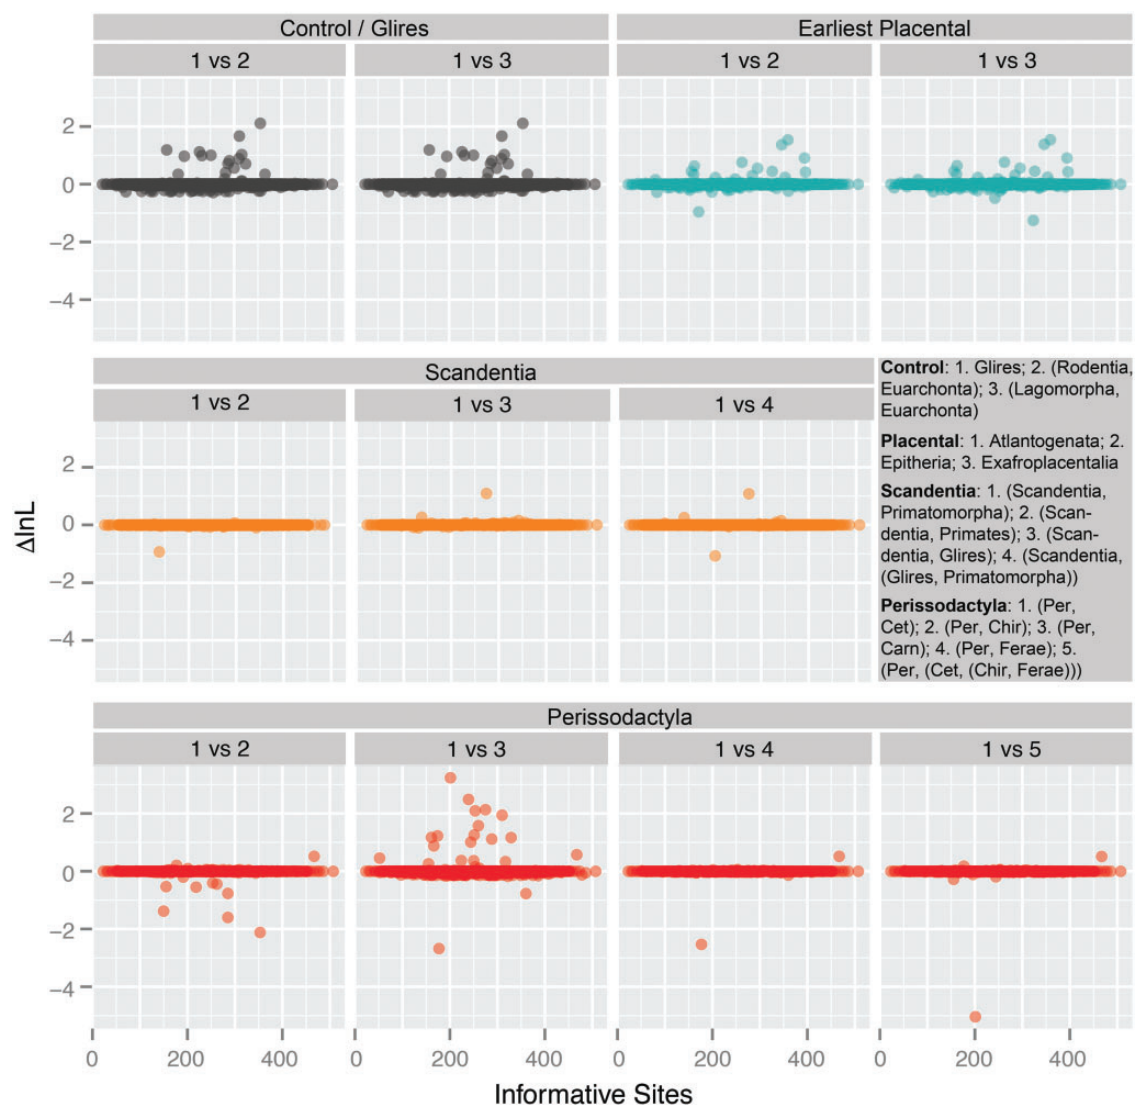 Control / Glires
Earliest Placental
1 vs 2
1 vs 3
1 vs 2
1 vs 3
2
0
−2
−4
Scandentia
1 vs 2
1 vs 3
1 vs 4
2
0
−2
−4
Control: 1. Glires; 2. (Rodentia,
Euarchonta); 3. (Lagomorpha,
Euarchonta)
Placental: 1. Atlantogenata; 2.
Epitheria; 3. Exafroplacentalia
Scandentia: 1. (Scandentia,
Primatomorpha); 2. (Scan-
dentia, Primates); 3. (Scan-
dentia, Glires); 4. (Scandentia,
(Glires, Primatomorpha))
Perissodactyla: 1. (Per,
Cet); 2. (Per, Chir); 3. (Per,
Carn); 4. (Per, Ferae); 5.
(Per, (Cet, (Chir, Ferae)))
ΔlnL
Perissodactyla
1 vs 2
1 vs 3
1 vs 4
1 vs 5
2
0
−2
−4
0 200 400
0 200 400
0 200 400
0 200 400
Informative Sites